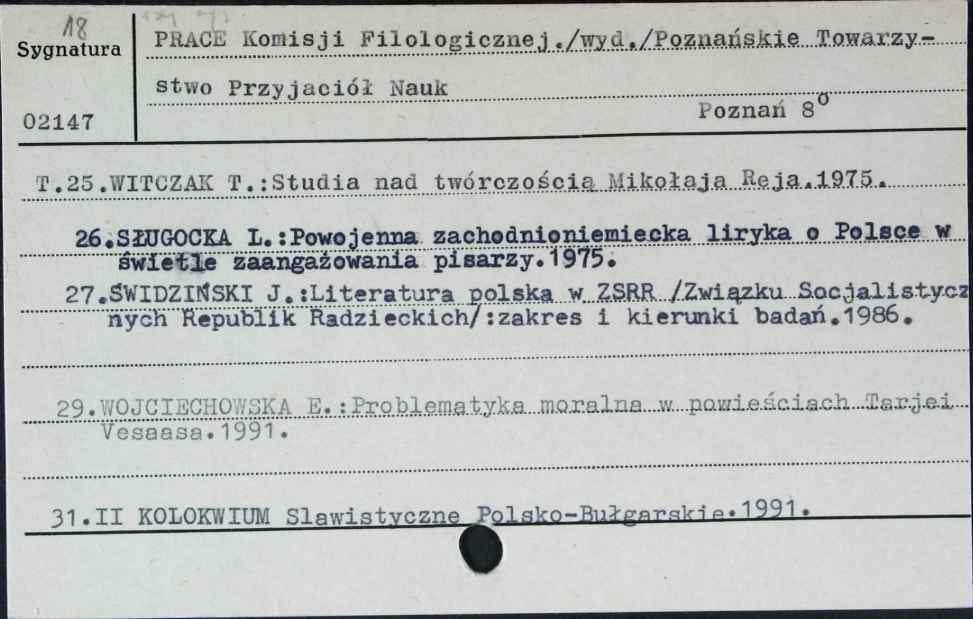 18
Sygnatura
02147
PRACE Komisji Filologicznej./wyd./Poznańskie Towarzy-
stwo Przyjaciół Nauk
Poznań 8°
T.25.WITCZAK T.:Studia nad twórczością Mikołaja Reja.1975.
26.SŁUGOCKA L.:Powojenna zachodnioniemiecka liryka o Polsce w
świetle zaangażowania pisarzy.1975.
27.ŚWIDZIŃSKI J.:Literatura polska w ZSRR /Związku Socjalistycz
nych Republik Radzieckich/:zakres i kierunki badań.1986.
29.WOJCIECHOWSKA E.:Problematyka moralna w powieściach Tarjei
Vesaasa.1991.
31.II KOLOKWIUM Slawistyczne Polsko-Bułgarskie.1991.